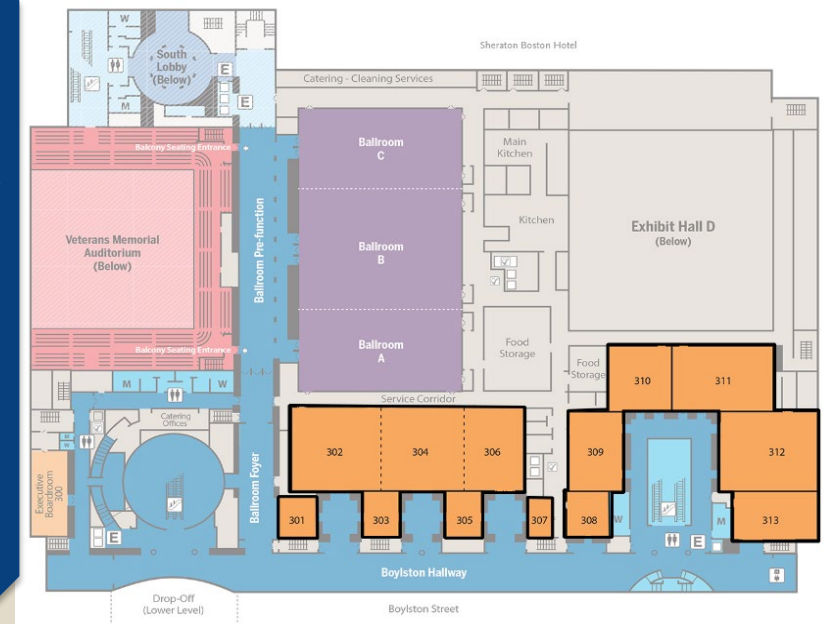 W
South
Lobby
(Below)
E
E
M
Sheraton Boston Hotel
Catering - Cleaning Services
Balcony Seating Entrance
Ballroom
C
Main
Kitchen
Veterans Memorial
Auditorium
(Below)
Ballroom Pre-function
Ballroom
B
Kitchen
Exhibit Hall D
(Below)
Balcony Seating Entrance
Ballroom
A
Food
Storage
Food
Storage
310
311
M
W
Service Corridor
Catering
Offices
M
W
302
304
306
309
312
Executive
Boardroom
300
Ballroom Foyer
301
303
305
307
308
W
M
313
E
E
Boylston Hallway
Drop-Off
(Lower Level)
Boylston Street